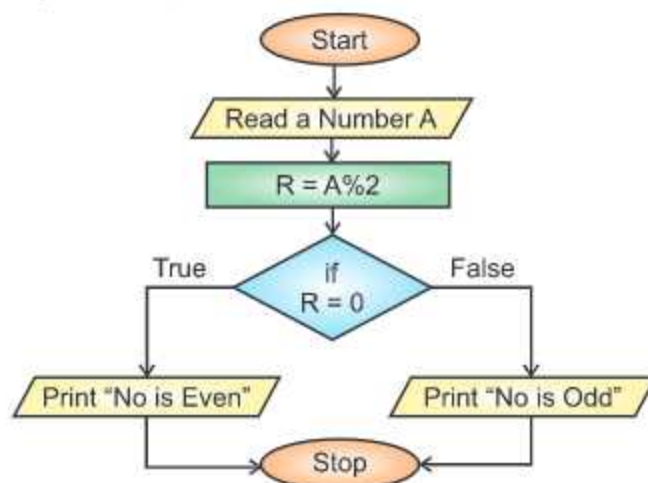 Start
Read a Number A
R = A%2
True
if
R = 0
False
Print “No is Even”
Print “No is Odd”
Stop